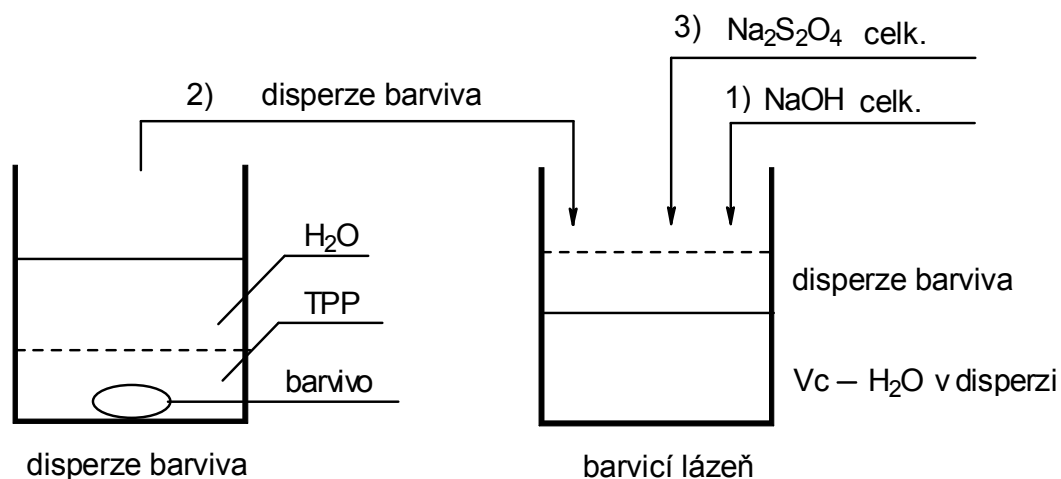 3) Na₂S₂O₄ celk.
2) disperze barviva
1) NaOH celk.
H₂O
TPP
barvivo
disperze barviva
Vc – H₂O v disperzi
disperze barviva
barvicí lázeň